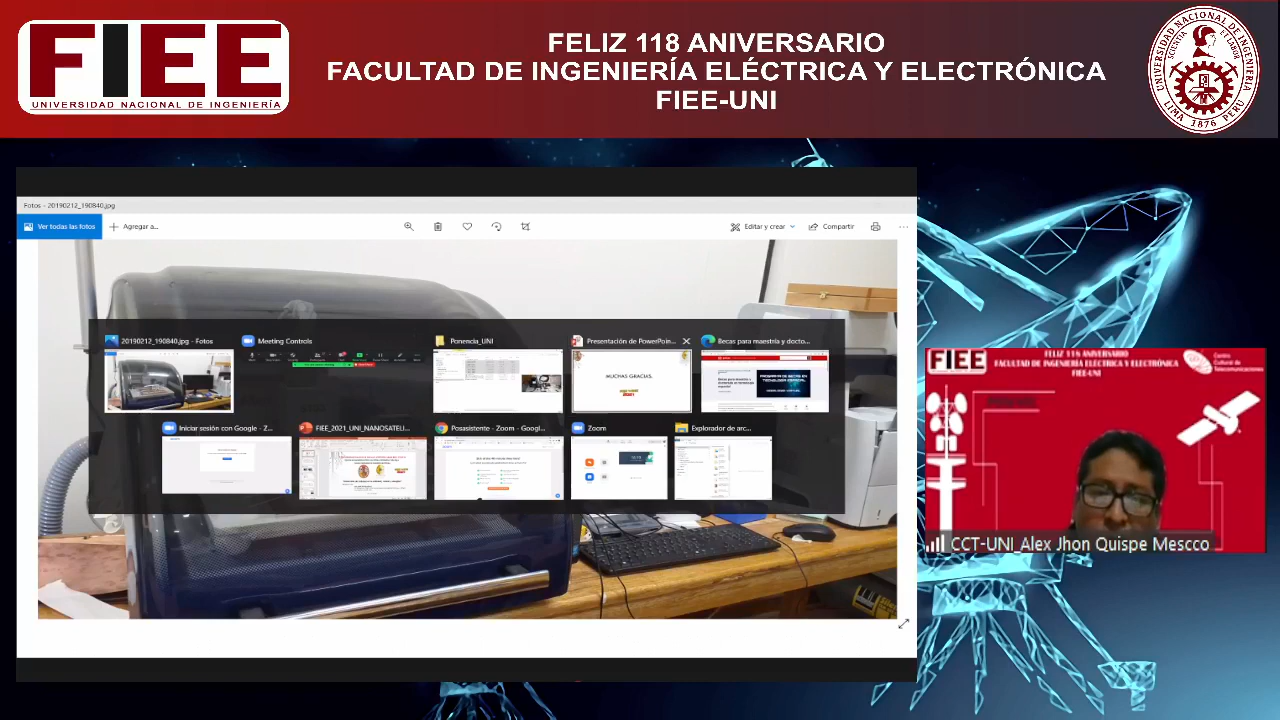 FIEE
UNIVERSIDAD NACIONAL DE INGENIERÍA
FELIZ 118 ANIVERSARIO
FACULTAD DE INGENIERÍA ELÉCTRICA Y ELECTRÓNICA
FIEE-UNI
UNIVERSIDAD NACIONAL DE INGENIERIA
SCIENTIA ET LABOR
LIMA 1876 PERU
Fotos - 20190212_190840.jpg
Ver todas las fotos
Agregar a...
Editar y crear
Compartir
20190212_190840.jpg - Fotos
Meeting Controls
Ponencia_UNI
Presentación de PowerPoin...
Becas para maestría y docto...
MUCHAS GRACIAS.
Iniciar sesión con Google - Z...
FIEE_2021_UNI_NANOSATELI...
Posasistente - Zoom - Googl...
Zoom
Explorador de arc...
FIEE
FELIZ 118 ANIVERSARIO
FACULTAD DE INGENIERÍA ELÉCTRICA Y ELECTRÓNICA
FIEE-UNI
Centro
Cultural de
Telecomunicaciones
CCT-UNI_Alex Jhon Quispe Mescco